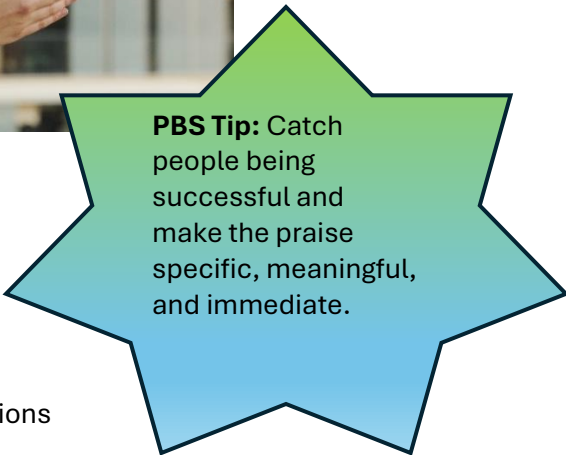 PBS Tip: Catch
people being
successful and
make the praise
specific, meaningful,
and immediate.
ions